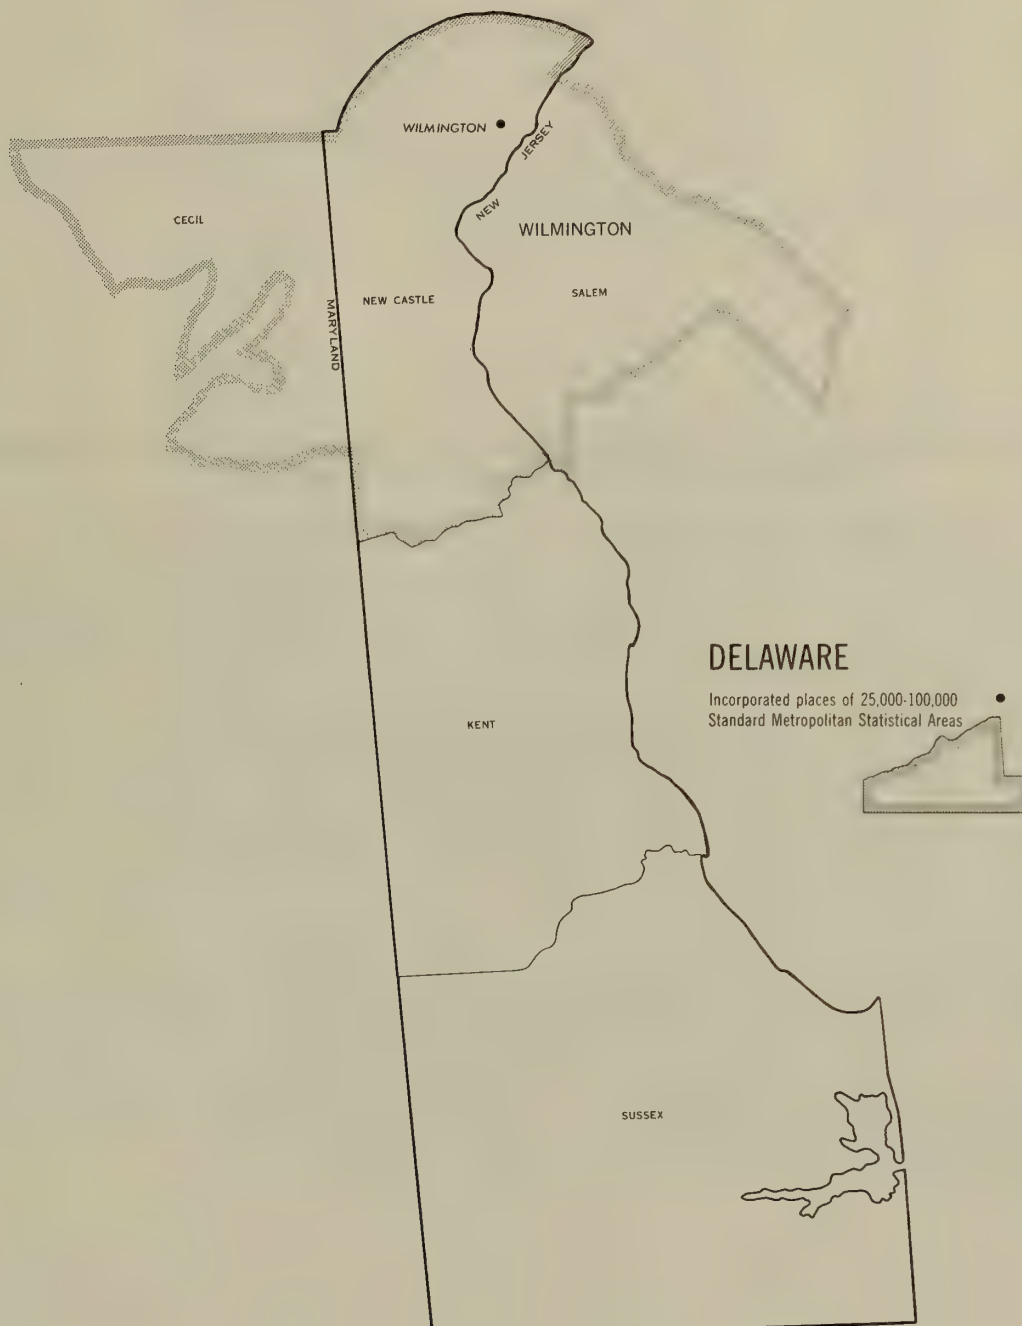 WILMINGTON
NEW JERSEY
CECIL
WILMINGTON
MARYLAND
NEW CASTLE
SALEM
DELAWARE
Incorporated places of 25,000-100,000
Standard Metropolitan Statistical Areas
KENT
SUSSEX